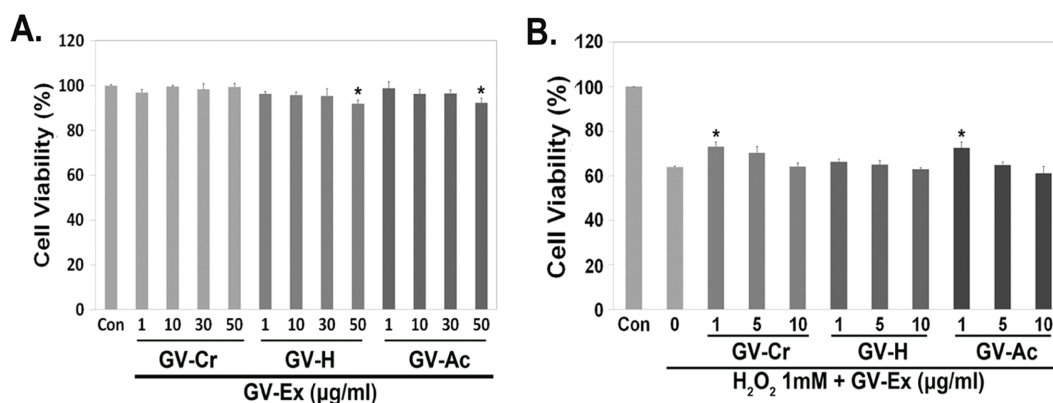 A.
Cell Viability (%)
120
100
80
60
40
20
0
* *
Con 1 10 30 50 1 10 30 50 1 10 30 50
GV-Cr GV-H GV-Ac
GV-Ex (µg/ml)
B.
Cell Viability (%)
120
100
80
60
40
20
0
* *
Con 0 1 5 10 1 5 10 1 5 10
GV-Cr GV-H GV-Ac
H₂O₂ 1mM + GV-Ex (µg/ml)